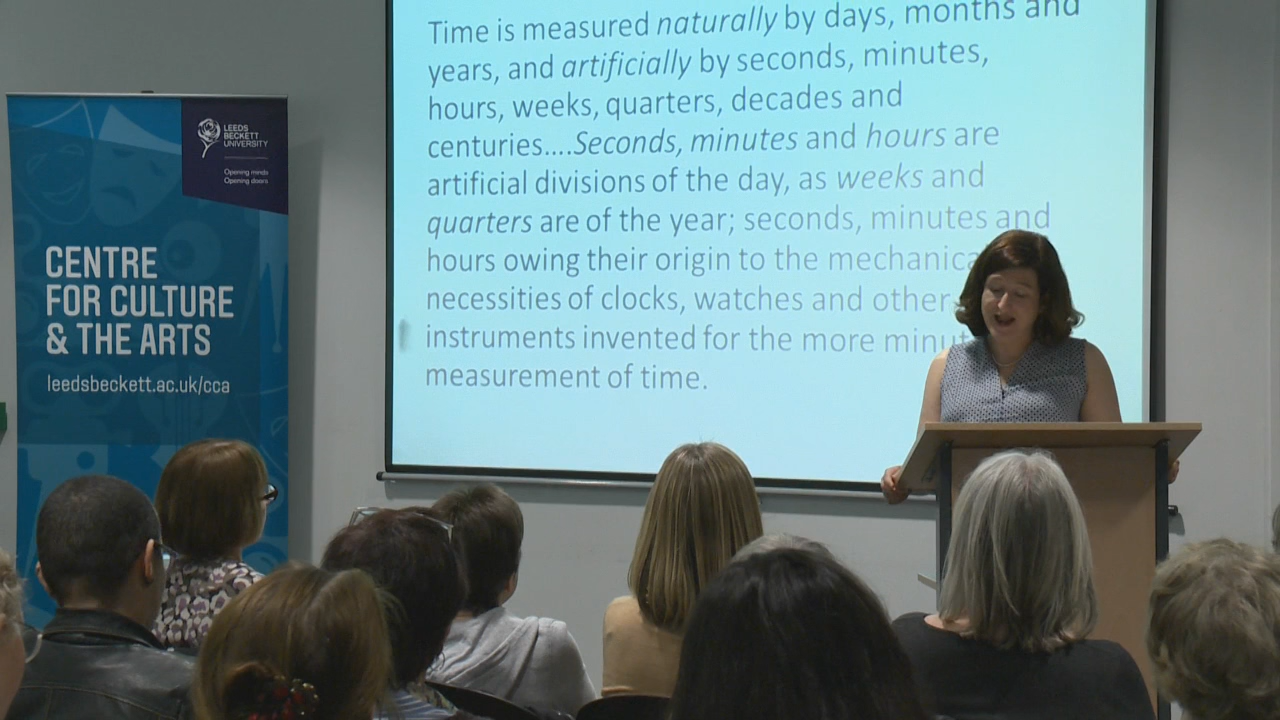 Time is measured naturally by days, months and
years, and artificially by seconds, minutes,
hours, weeks, quarters, decades and
centuries....Seconds, minutes and hours are
artificial divisions of the day, as weeks and
quarters are of the year; seconds, minutes and
hours owing their origin to the mechanica
necessities of clocks, watches and other
instruments invented for the more minut
measurement of time.
LEEDS
BECKETT
UNIVERSITY
Opening minds
Opening doors
CENTRE
FOR CULTURE
& THE ARTS
leedsbeckett.ac.uk/cca